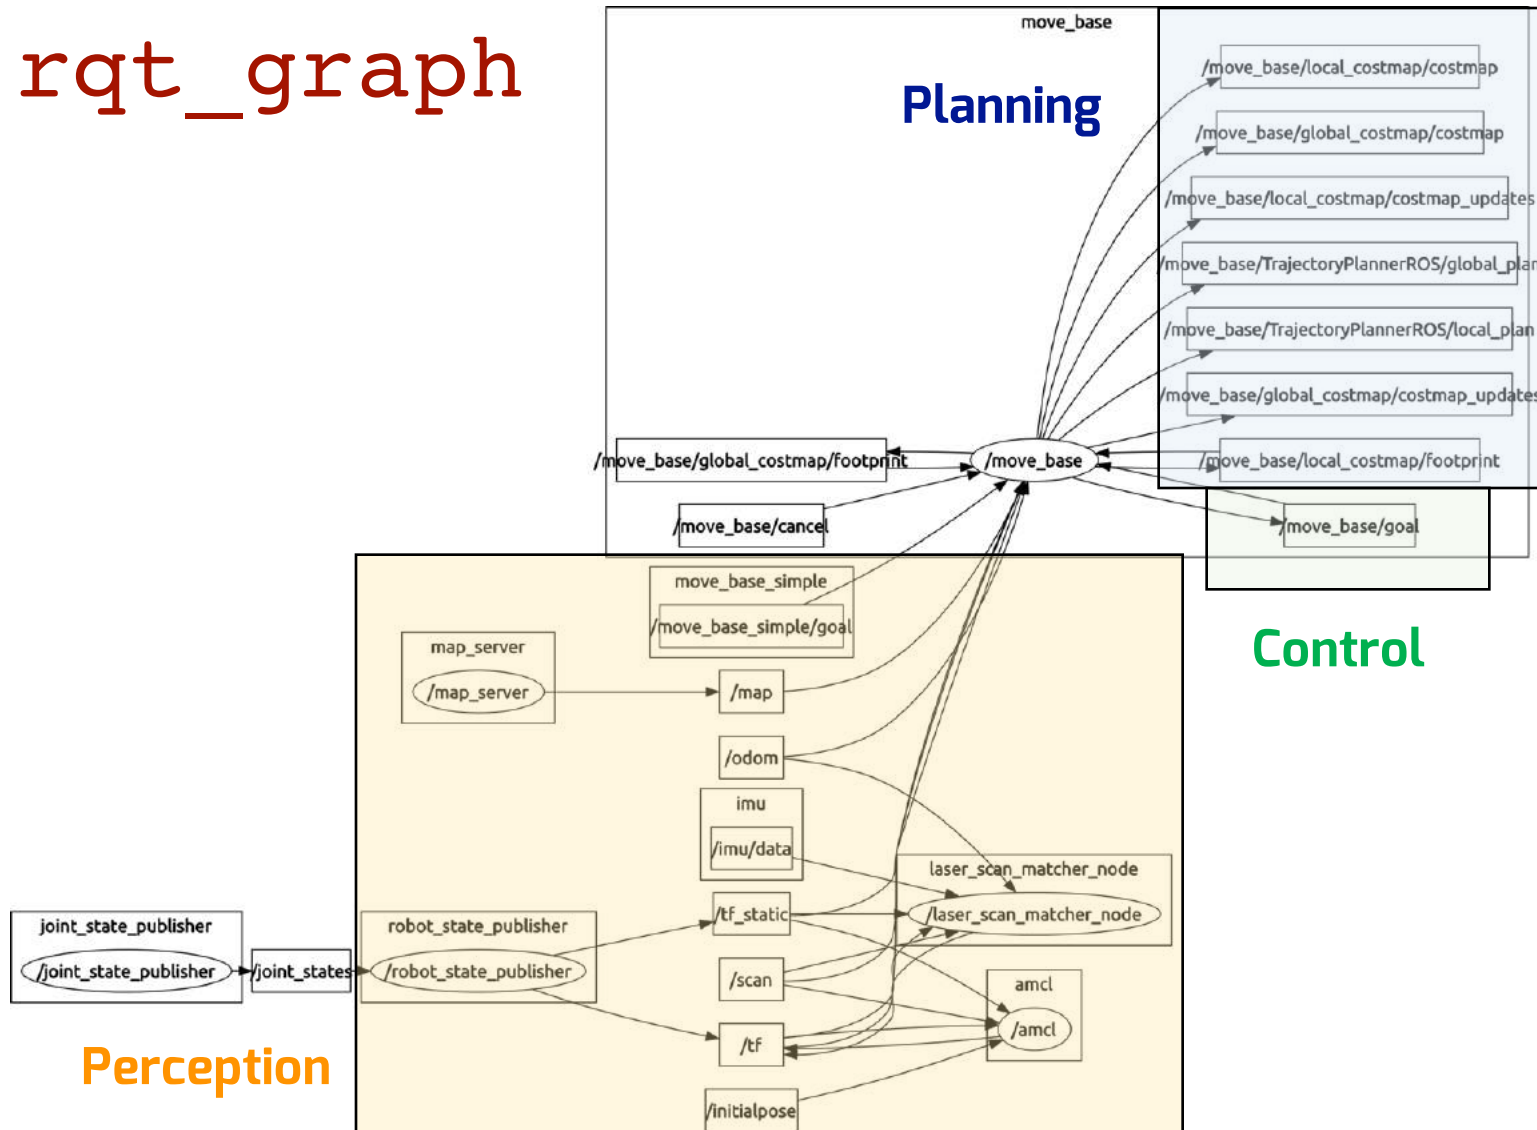 rqt_graph
move_base
Planning
/move_base/local_costmap/costmap
/move_base/global_costmap/costmap
/move_base/local_costmap/costmap_updates
/move_base/TrajectoryPlannerROS/global_plan
/move_base/TrajectoryPlannerROS/local_plan
/move_base/global_costmap/costmap_updates
/move_base/global_costmap/footprint
/move_base
/move_base/local_costmap/footprint
/move_base/cancel
/move_base/goal
move_base_simple
/move_base_simple/goal
Control
map_server
/map_server
/map
/odom
imu
/imu/data
laser_scan_matcher_node
/laser_scan_matcher_node
joint_state_publisher
/joint_state_publisher
/joint_states
robot_state_publisher
/robot_state_publisher
/tf_static
/scan
amcl
/amcl
/tf
Perception
/initialpose